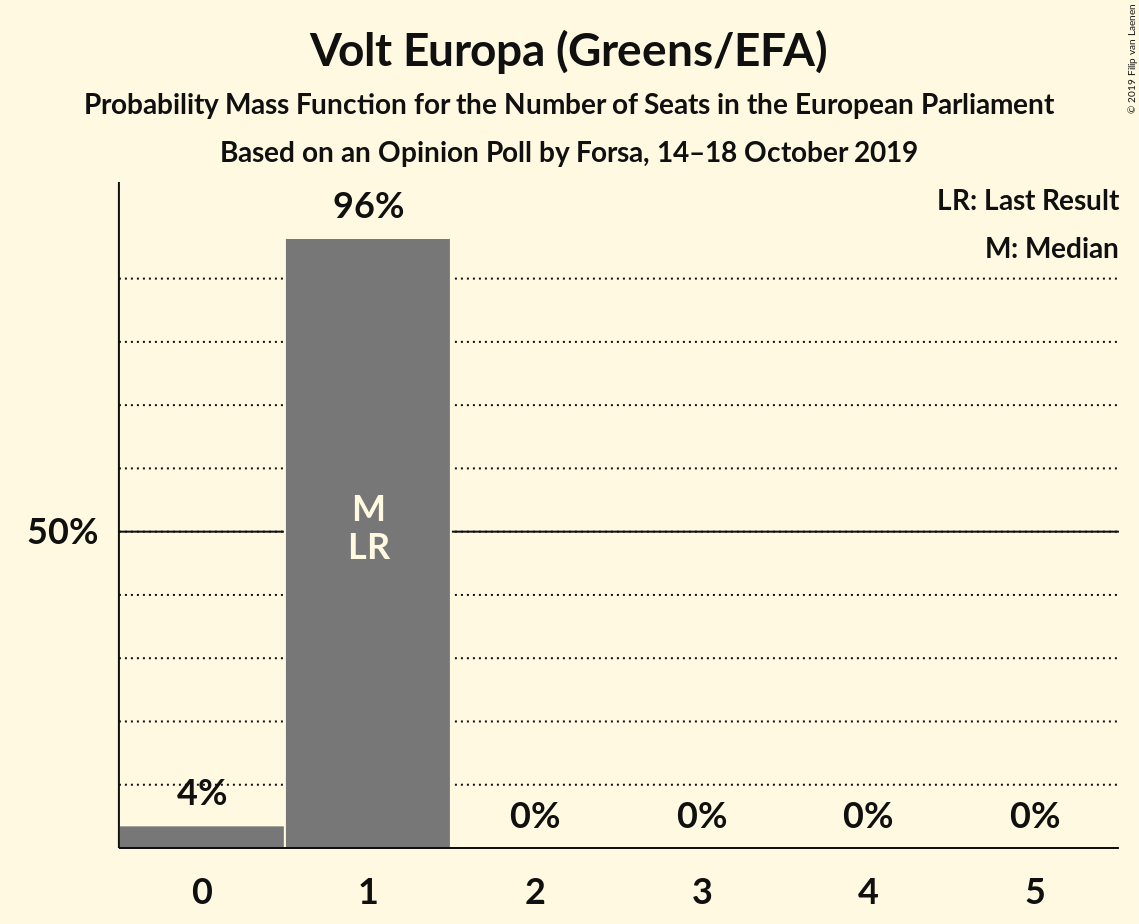 Volt Europa (Greens/EFA)
Probability Mass Function for the Number of Seats in the European Parliament
Based on an Opinion Poll by Forsa, 14–18 October 2019
© 2019 Filip van Laenen
LR: Last Result
M: Median
96%
M
LR
50%
4%
0%
0%
0%
0%
0
1
2
3
4
5